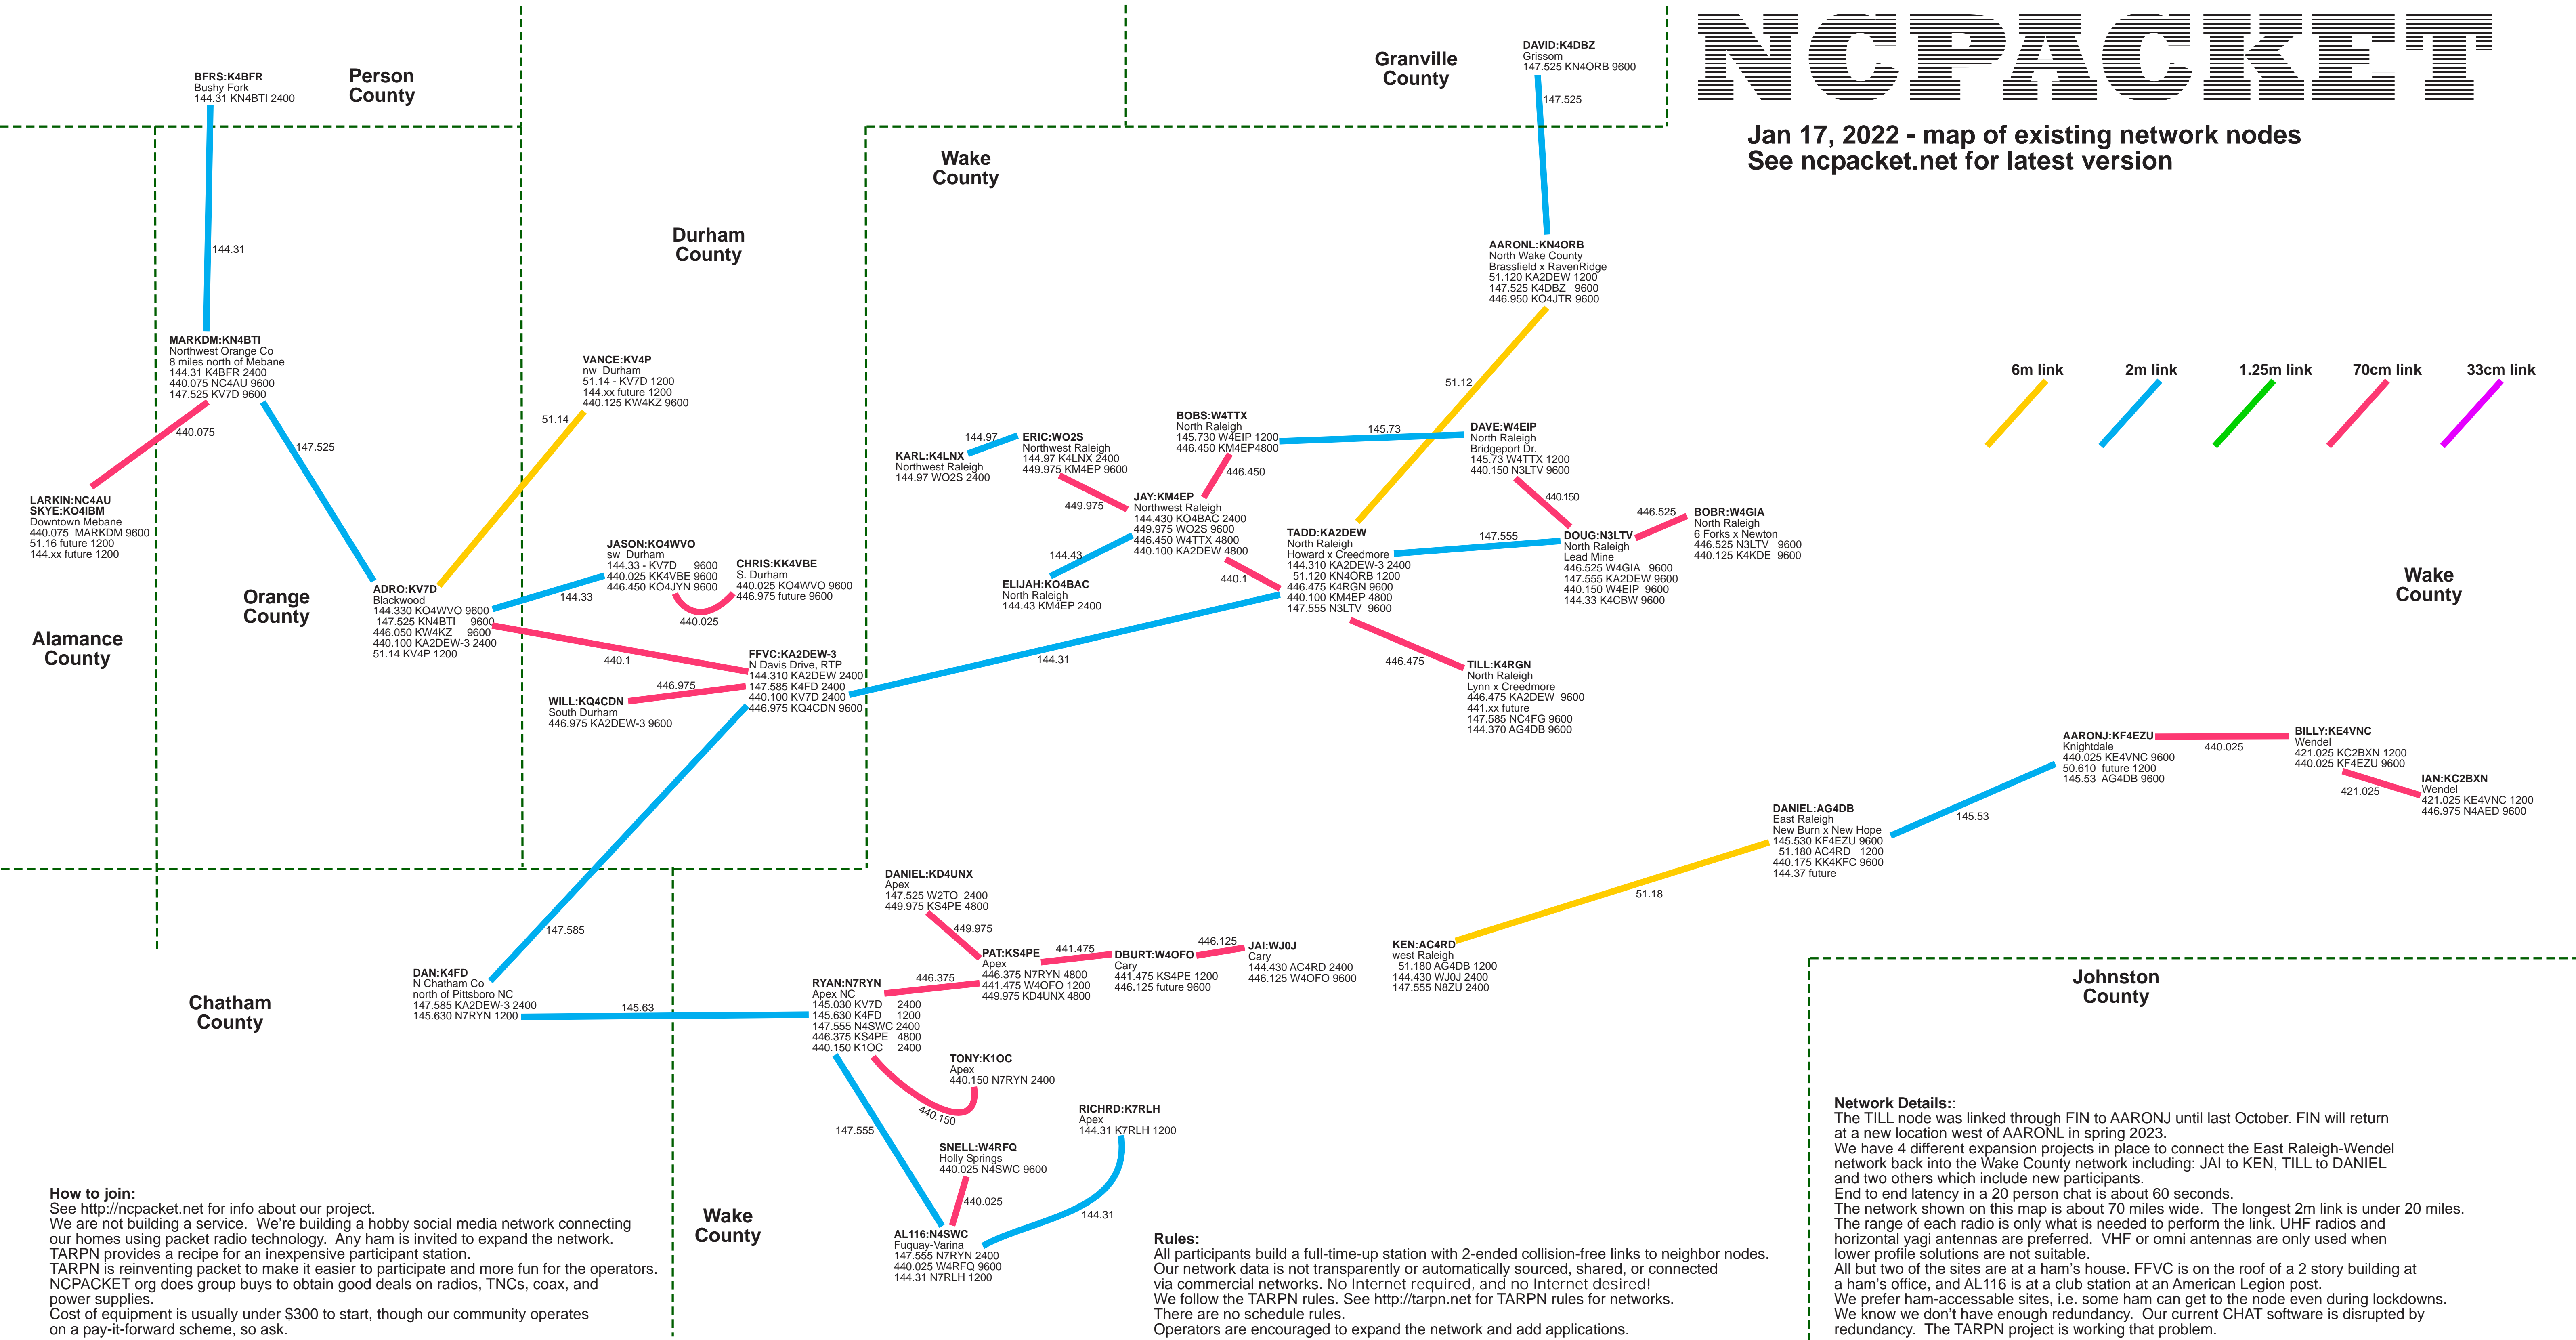 NCPACKET
Jan 17, 2022 - map of existing network nodes
See ncpacket.net for latest version
BFRS:K4BFR
Bushy Fork
144.31 KN4BTI 2400
Person
County
Granville
County
DAVID:K4DBZ
Grissom
147.525 KN4ORB 9600
147.525
Wake
County
Durham
County
144.31
AARONL:KN4ORB
North Wake County
Brassfield x RavenRidge
51.120 KA2DEW 1200
147.525 K4DBZ 9600
446.950 KO4JTR 9600
MARKDM:KN4BTI
Northwest Orange Co
8 miles north of Mebane
144.31 K4BFR 2400
440.075 NC4AU 9600
147.525 KV7D 9600
VANCE:KV4P
nw Durham
51.14 - KV7D 1200
144.xx future 1200
440.125 KW4KZ 9600
6m link
2m link
1.25m link
70cm link
33cm link
51.12
440.075
147.525
51.14
BOBS:W4TTX
North Raleigh
145.730 W4EIP 1200
446.450 KM4EP4800
145.73
DAVE:W4EIP
North Raleigh
Bridgeport Dr.
145.73 W4TTX 1200
440.150 N3LTV 9600
144.97
ERIC:WO2S
Northwest Raleigh
144.97 K4LNX 2400
449.975 KM4EP 9600
KARL:K4LNX
Northwest Raleigh
144.97 WO2S 2400
446.450
LARKIN:NC4AU
SKYE:KO4IBM
Downtown Mebane
440.075 MARKDM 9600
51.16 future 1200
144.xx future 1200
449.975
JAY:KM4EP
Northwest Raleigh
144.430 KO4BAC 2400
449.975 WO2S 9600
446.450 W4TTX 4800
440.100 KA2DEW 4800
440.150
446.525
BOBR:W4GIA
North Raleigh
6 Forks x Newton
446.525 N3LTV 9600
440.125 K4KDE 9600
TADD:KA2DEW
North Raleigh
Howard x Creedmore
144.310 KA2DEW-3 2400
51.120 KN4ORB 1200
446.475 K4RGN 9600
440.100 KM4EP 4800
147.555 N3LTV 9600
147.555
DOUG:N3LTV
North Raleigh
Lead Mine
446.525 W4GIA 9600
147.555 KA2DEW 9600
440.150 W4EIP 9600
144.33 K4CBW 9600
JASON:KO4WVO
sw Durham
144.33 - KV7D 9600
440.025 KK4VBE 9600
446.450 KO4JYN 9600
CHRIS:KK4VBE
S. Durham
440.025 KO4WVO 9600
446.975 future 9600
144.43
440.1
ELIJAH:KO4BAC
North Raleigh
144.43 KM4EP 2400
Wake
County
Orange
County
ADRO:KV7D
Blackwood
144.330 KO4WVO 9600
147.525 KN4BTI 9600
446.050 KW4KZ 9600
440.100 KA2DEW-3 2400
51.14 KV4P 1200
144.33
440.025
Alamance
County
440.1
FFVC:KA2DEW-3
N Davis Drive, RTP
144.310 KA2DEW 2400
147.585 K4FD 2400
440.100 KV7D 2400
446.975 KQ4CDN 9600
144.31
446.475
TILL:K4RGN
North Raleigh
Lynn x Creedmore
446.475 KA2DEW 9600
441.xx future
147.585 NC4FG 9600
144.370 AG4DB 9600
446.975
WILL:KQ4CDN
South Durham
446.975 KA2DEW-3 9600
AARONJ:KF4EZU
Knightdale
440.025 KE4VNC 9600
50.610 future 1200
145.53 AG4DB 9600
440.025
BILLY:KE4VNC
Wendel
421.025 KC2BXN 1200
440.025 KF4EZU 9600
421.025
IAN:KC2BXN
Wendel
421.025 KE4VNC 1200
446.975 N4AED 9600
DANIEL:AG4DB
East Raleigh
New Burn x New Hope
145.530 KF4EZU 9600
51.180 AC4RD 1200
440.175 KK4KFC 9600
144.37 future
145.53
51.18
DANIEL:KD4UNX
Apex
147.525 W2TO 2400
449.975 KS4PE 4800
449.975
147.585
PAT:KS4PE
Apex
446.375 N7RYN 4800
441.475 W4OFO 1200
449.975 KD4UNX 4800
441.475
DBURT:W4OFO
Cary
441.475 KS4PE 1200
446.125 future 9600
446.125
JAI:WJ0J
Cary
144.430 AC4RD 2400
446.125 W4OFO 9600
KEN:AC4RD
west Raleigh
51.180 AG4DB 1200
144.430 WJ0J 2400
147.555 N8ZU 2400
DAN:K4FD
N Chatham Co
north of Pittsboro NC
147.585 KA2DEW-3 2400
145.630 N7RYN 1200
Chatham
County
145.63
446.375
RYAN:N7RYN
Apex NC
145.030 KV7D 2400
145.630 K4FD 1200
147.555 N4SWC 2400
446.375 KS4PE 4800
440.150 K1OC 2400
Johnston
County
TONY:K1OC
Apex
440.150 N7RYN 2400
440.150
RICHRD:K7RLH
Apex
144.31 K7RLH 1200
147.555
SNELL:W4RFQ
Holly Springs
440.025 N4SWC 9600
440.025
144.31
AL116:N4SWC
Fuquay-Varina
147.555 N7RYN 2400
440.025 W4RFQ 9600
144.31 N7RLH 1200
Wake
County
How to join:
See http://ncpacket.net for info about our project.
We are not building a service. We're building a hobby social media network connecting
our homes using packet radio technology. Any ham is invited to expand the network.
TARPN provides a recipe for an inexpensive participant station.
TARPN is reinventing packet to make it easier to participate and more fun for the operators.
NCPACKET org does group buys to obtain good deals on radios, TNCs, coax, and
power supplies.
Cost of equipment is usually under $300 to start, though our community operates
on a pay-it-forward scheme, so ask.
Rules:
All participants build a full-time-up station with 2-ended collision-free links to neighbor nodes.
Our network data is not transparently or automatically sourced, shared, or connected
via commercial networks. No Internet required, and no Internet desired!
We follow the TARPN rules. See http://tarpn.net for TARPN rules for networks.
There are no schedule rules.
Operators are encouraged to expand the network and add applications.
Network Details::
The TILL node was linked through FIN to AARONJ until last October. FIN will return
at a new location west of AARONL in spring 2023.
We have 4 different expansion projects in place to connect the East Raleigh-Wendel
network back into the Wake County network including: JAI to KEN, TILL to DANIEL
and two others which include new participants.
End to end latency in a 20 person chat is about 60 seconds.
The network shown on this map is about 70 miles wide. The longest 2m link is under 20 miles.
The range of each radio is only what is needed to perform the link. UHF radios and
horizontal yagi antennas are preferred. VHF or omni antennas are only used when
lower profile solutions are not suitable.
All but two of the sites are at a ham's house. FFVC is on the roof of a 2 story building at
a ham's office, and AL116 is at a club station at an American Legion post.
We prefer ham-accessable sites, i.e. some ham can get to the node even during lockdowns.
We know we don't have enough redundancy. Our current CHAT software is disrupted by
redundancy. The TARPN project is working that problem.